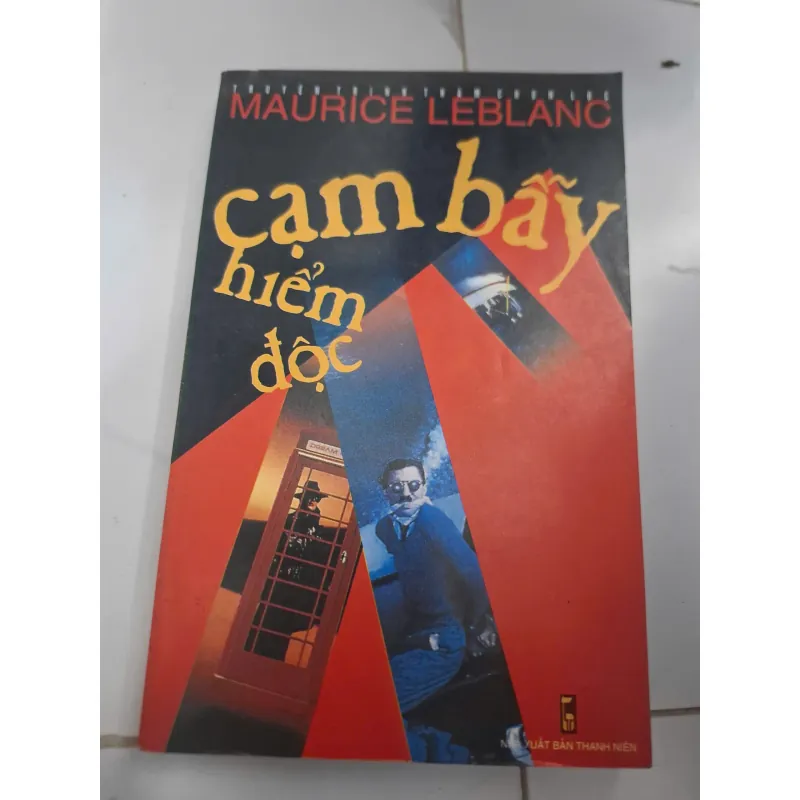 TRUYỆN TRINH THÁM CHỌN LỌC
MAURICE LEBLANC
cạm bẫy
hiểm
độc
NHÀ XUẤT BẢN THANH NIÊN